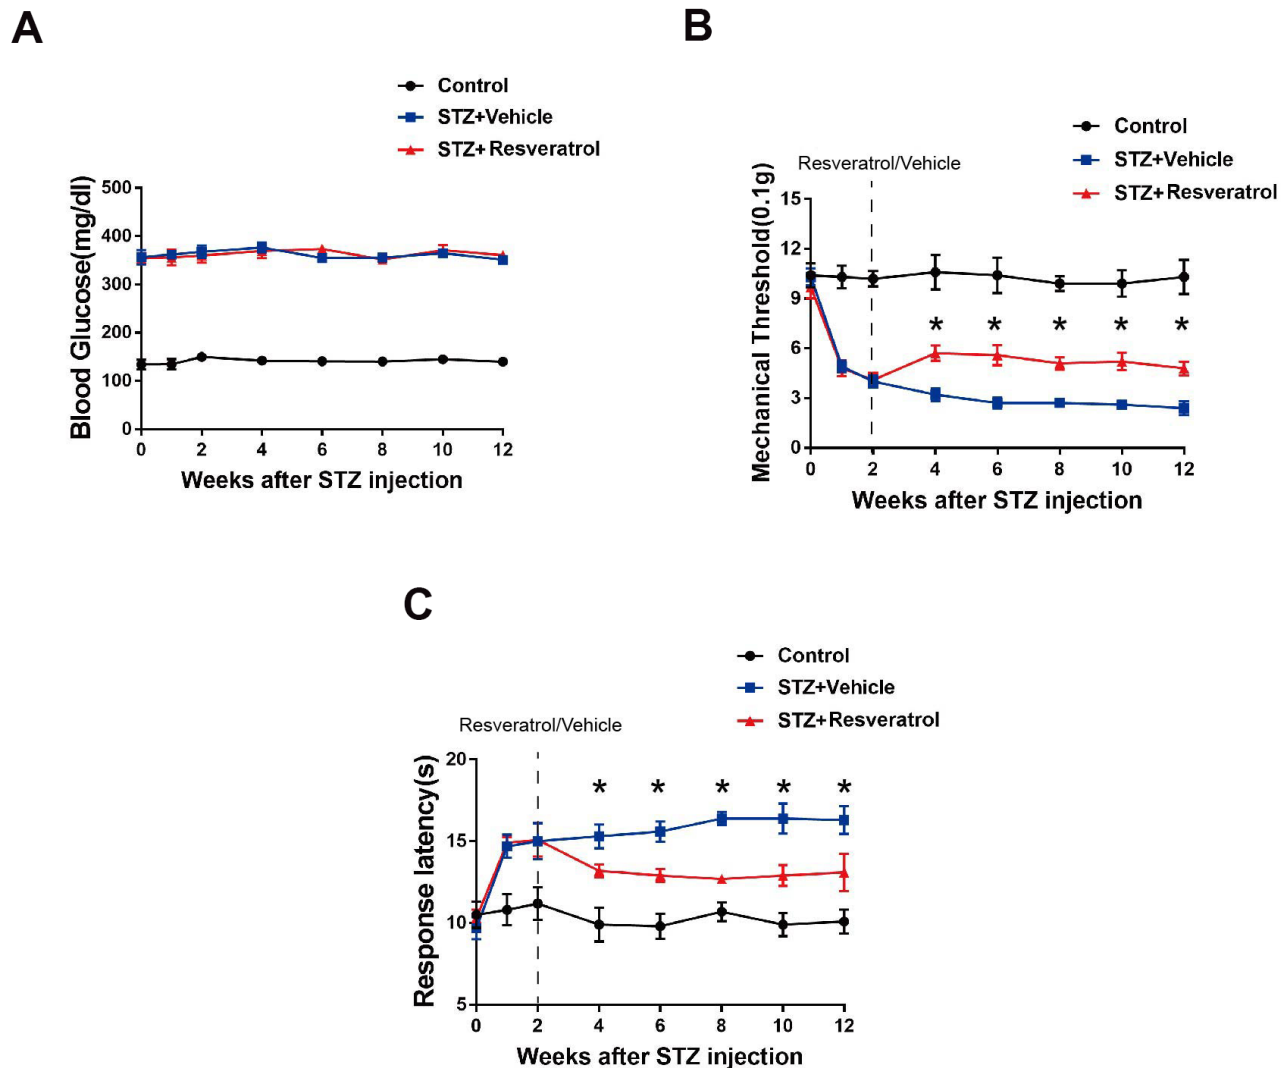 A
Control
STZ+Vehicle
STZ+Resveratrol
Blood Glucose(mg/dl)
500
400
300
200
100
0
0 2 4 6 8 10 12
Weeks after STZ injection
B
Control
STZ+Vehicle
STZ+Resveratrol
Resveratrol/Vehicle
Mechanical Threshold(0.1g)
15
12
9
6
3
0
* * * * *
0 2 4 6 8 10 12
Weeks after STZ injection
C
Control
STZ+Vehicle
STZ+Resveratrol
Resveratrol/Vehicle
Response latency(s)
20
15
10
5
* * * * *
0 2 4 6 8 10 12
Weeks after STZ injection